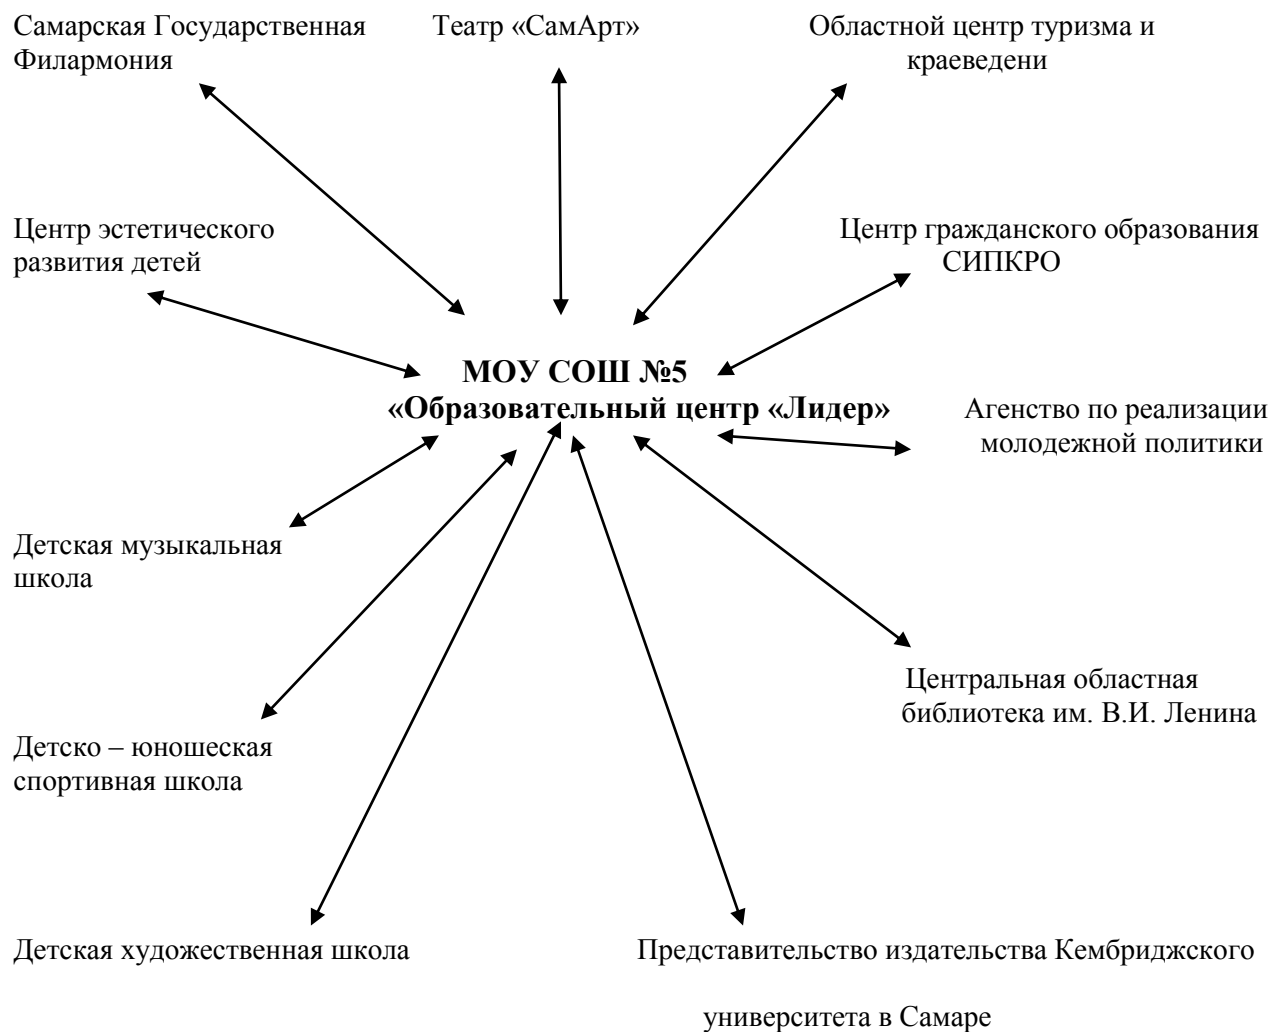 Самарская Государственная
Филармония
Театр «СамАрт»
Областной центр туризма и
краеведени
Центр эстетического
развития детей
Центр гражданского образования
СИПКРО
МОУ СОШ №5
«Образовательный центр «Лидер»
Агенство по реализации
молодежной политики
Детская музыкальная
школа
Центральная областная
библиотека им. В.И. Ленина
Детско – юношеская
спортивная школа
Детская художественная школа
Представительство издательства Кембриджского
университета в Самаре